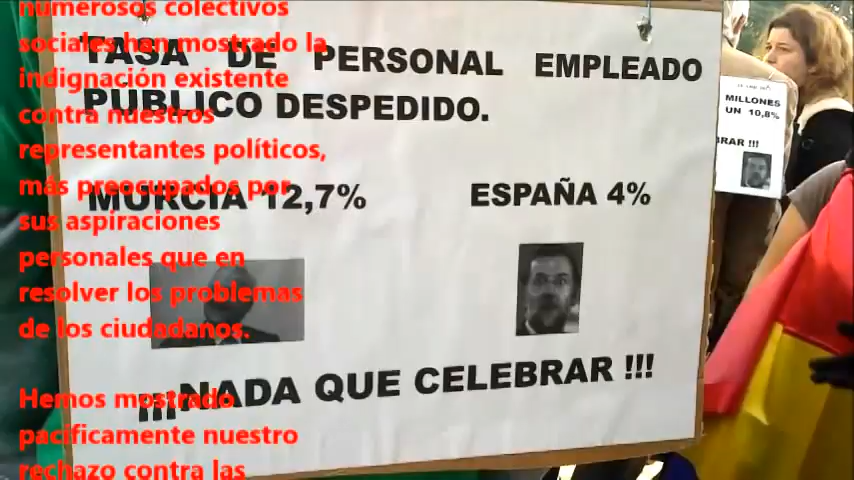 numerosos colectivos
sociales han mostrado la
indignación existente
contra nuestros
representantes políticos,
más preocupados por
sus aspiraciones
personales que en
resolver los problemas
de los ciudadanos.
Hemos mostrado
pacíficamente nuestro
rechazo contra las
TASA DE PERSONAL EMPLEADO
PUBLICO DESPEDIDO.
MURCIA 12,7% ESPAÑA 4%
¡¡¡NADA QUE CELEBRAR !!!
MILLONES
UN 10,8%
BRAR !!!